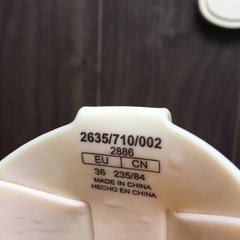 2635/710/002
2886
EU CN
36 235/84
MADE IN CHINA
HECHO EN CHINA